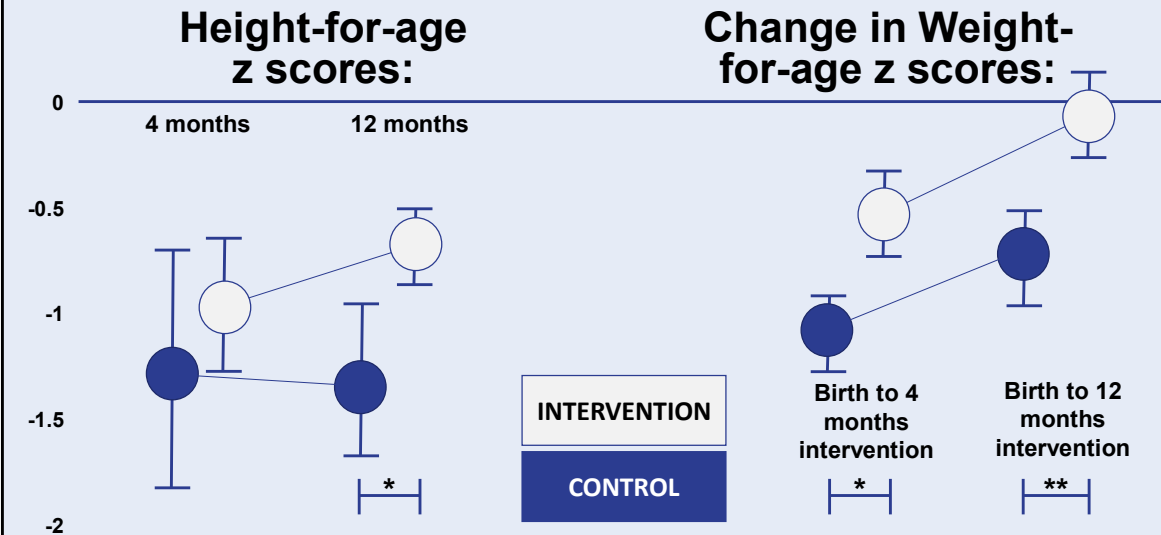 Height-for-age
z scores:
Change in Weight-
for-age z scores:
0
4 months
12 months
-0.5
-1
-1.5
-2
INTERVENTION
CONTROL
Birth to 4
months
intervention
Birth to 12
months
intervention
*
*
**